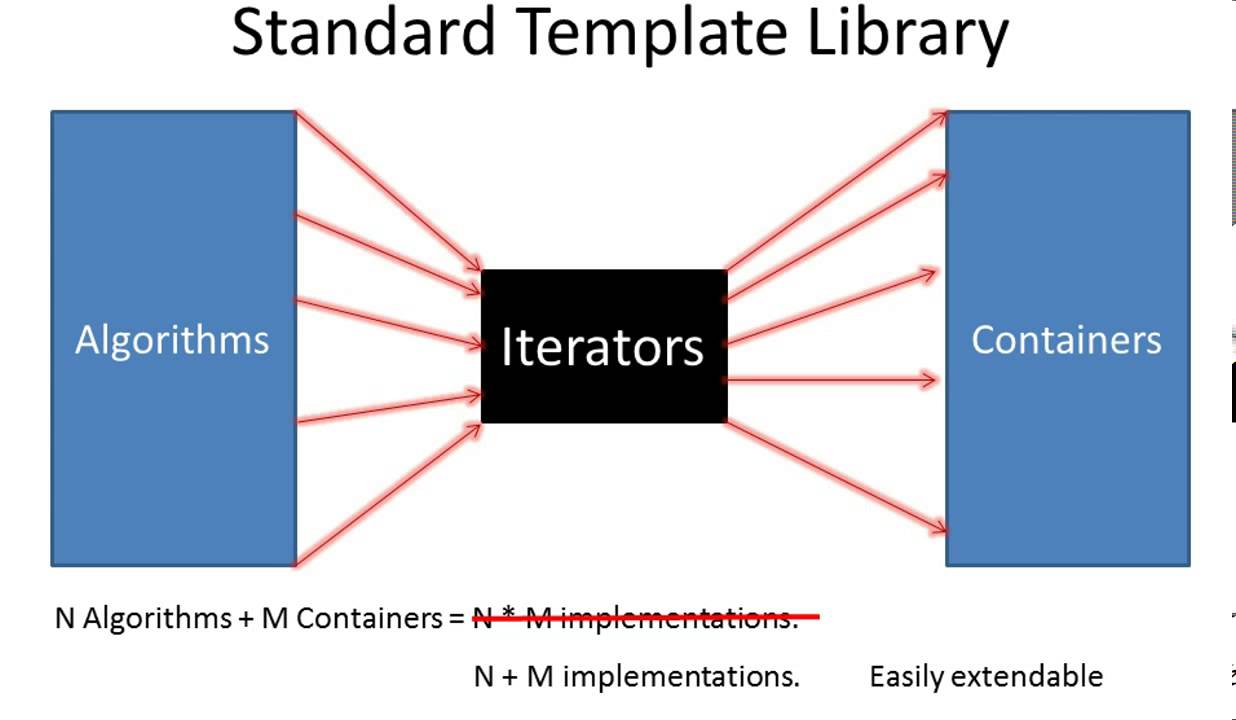 Standard Template Library
Algorithms
Iterators
Containers
N Algorithms + M Containers = N * M implementations.
N + M implementations. Easily extendable